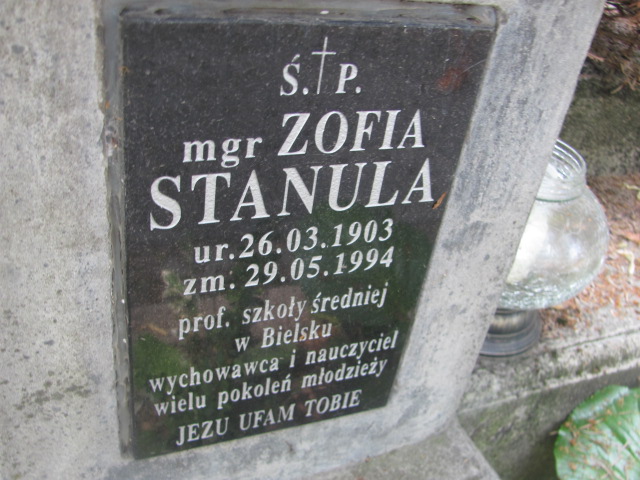 Ś.†P.
mgr ZOFIA
STANULA
ur.26.03.1903
zm.29.05.1994
prof. szkoły średniej
w Bielsku
wychowawca i nauczyciel
wielu pokoleń młodzieży
JEZU UFAM TOBIE